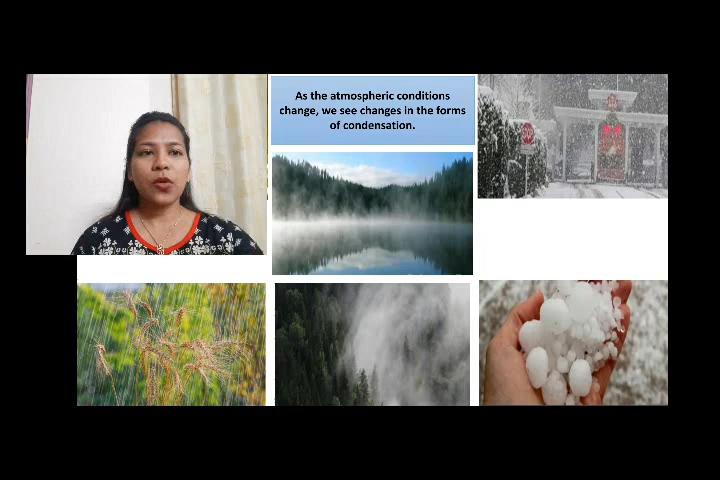 As the atmospheric conditions
change, we see changes in the forms
of condensation.